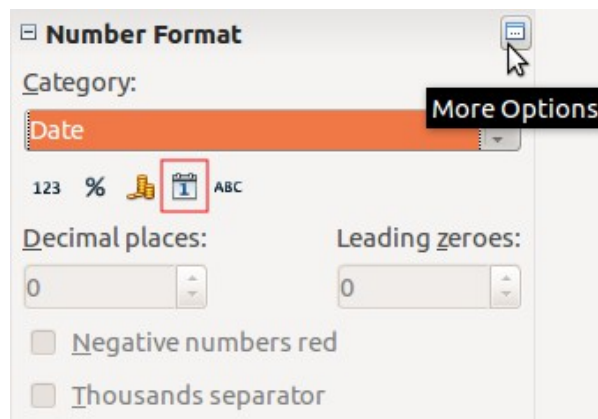 Number Format
Category:
More Options
Date
123 % 1 ABC
Decimal places: Leading zeroes:
0 0
Negative numbers red
Thousands separator